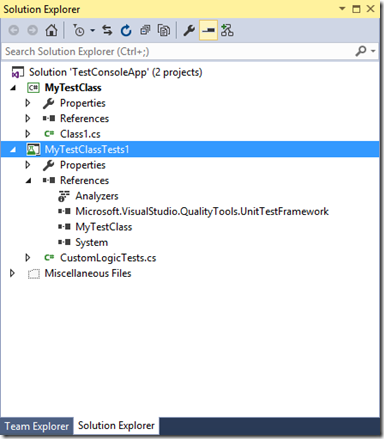 Solution Explorer
Search Solution Explorer (Ctrl+;)
Solution 'TestConsoleApp' (2 projects)
MyTestClass
Properties
References
Class1.cs
MyTestClassTests1
Properties
References
Analyzers
Microsoft.VisualStudio.QualityTools.UnitTestFramework
MyTestClass
System
CustomLogicTests.cs
Miscellaneous Files
Team Explorer Solution Explorer